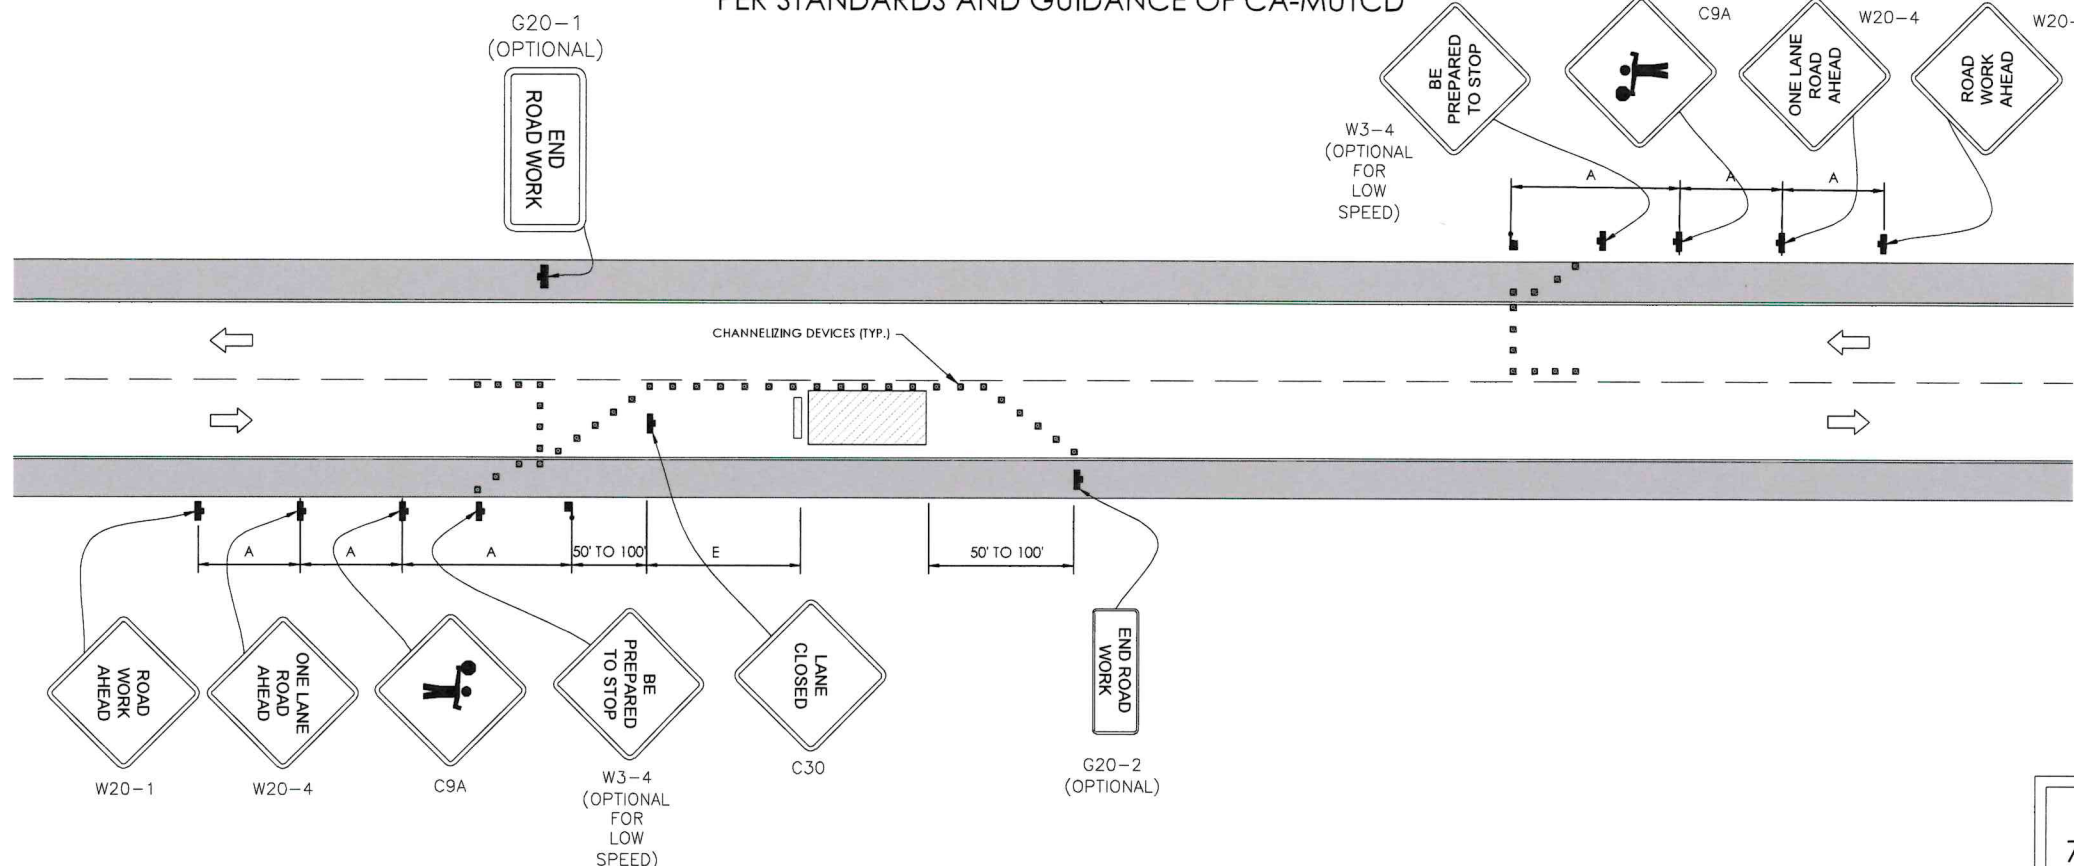 PER STANDARDS AND GUIDANCE OF CA-MUTCD
G20-1
(OPTIONAL)
END
ROAD WORK
BE
PREPARED
TO STOP
W3-4
(OPTIONAL
FOR
LOW
SPEED)
C9A
ONE LANE
ROAD
AHEAD
W20-4
ROAD
WORK
AHEAD
W20-
A
A
A
CHANNELIZING DEVICES (TYP.)
A
A
A
50' TO 100'
E
50' TO 100'
ROAD
WORK
AHEAD
W20-1
ONE LANE
ROAD
AHEAD
W20-4
C9A
BE
PREPARED
TO STOP
W3-4
(OPTIONAL
FOR
LOW
SPEED)
LANE
CLOSED
C30
END ROAD
WORK
G20-2
(OPTIONAL)